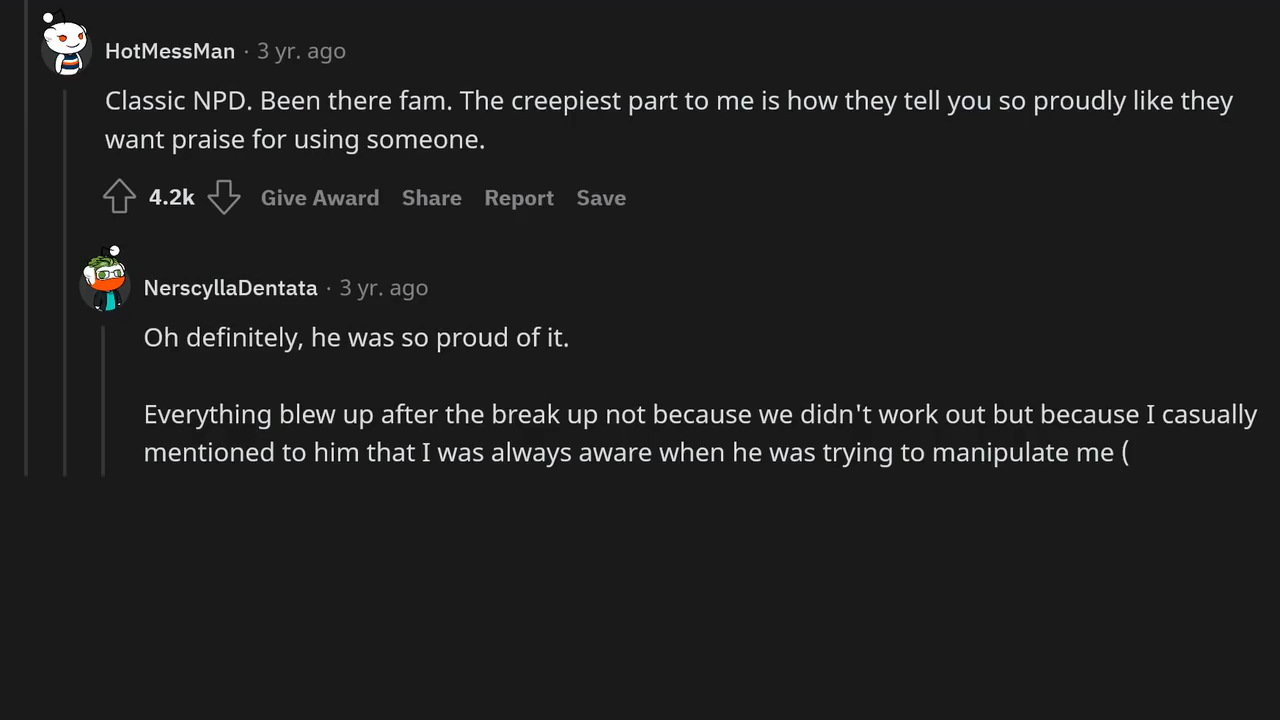 HotMessMan · 3 yr. ago
Classic NPD. Been there fam. The creepiest part to me is how they tell you so proudly like they
want praise for using someone.
4.2k Give Award Share Report Save
NerscyllaDentata · 3 yr. ago
Oh definitely, he was so proud of it.
Everything blew up after the break up not because we didn't work out but because I casually
mentioned to him that I was always aware when he was trying to manipulate me (